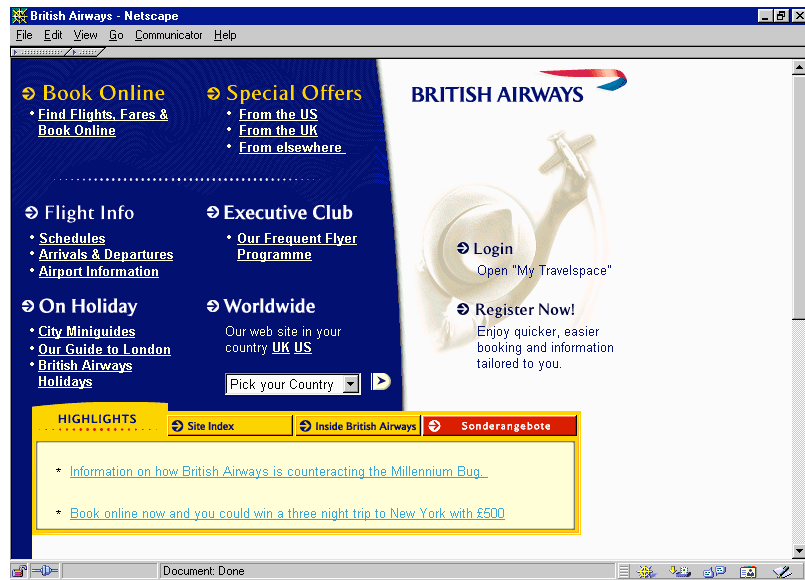 British Airways - Netscape
File Edit View Go Communicator Help
Book Online
• Find Flights, Fares &
Book Online
Special Offers
• From the US
• From the UK
• From elsewhere
BRITISH AIRWAYS
Flight Info
• Schedules
• Arrivals & Departures
• Airport Information
Executive Club
• Our Frequent Flyer
Programme
Login
Open "My Travelspace"
On Holiday
• City Miniguides
• Our Guide to London
• British Airways
Holidays
Worldwide
Our web site in your
country UK US
Pick your Country
Register Now!
Enjoy quicker, easier
booking and information
tailored to you.
HIGHLIGHTS
Site Index
Inside British Airways
Sonderangebote
* Information on how British Airways is counteracting the Millennium Bug.
* Book online now and you could win a three night trip to New York with £500
Document: Done